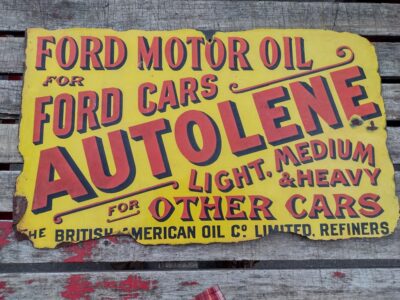 FORD MOTOR OIL
FOR
FORD CARS
AUTOLENE
LIGHT, MEDIUM
& HEAVY
FOR OTHER CARS
THE BRITISH AMERICAN OIL Co. LIMITED, REFINERS